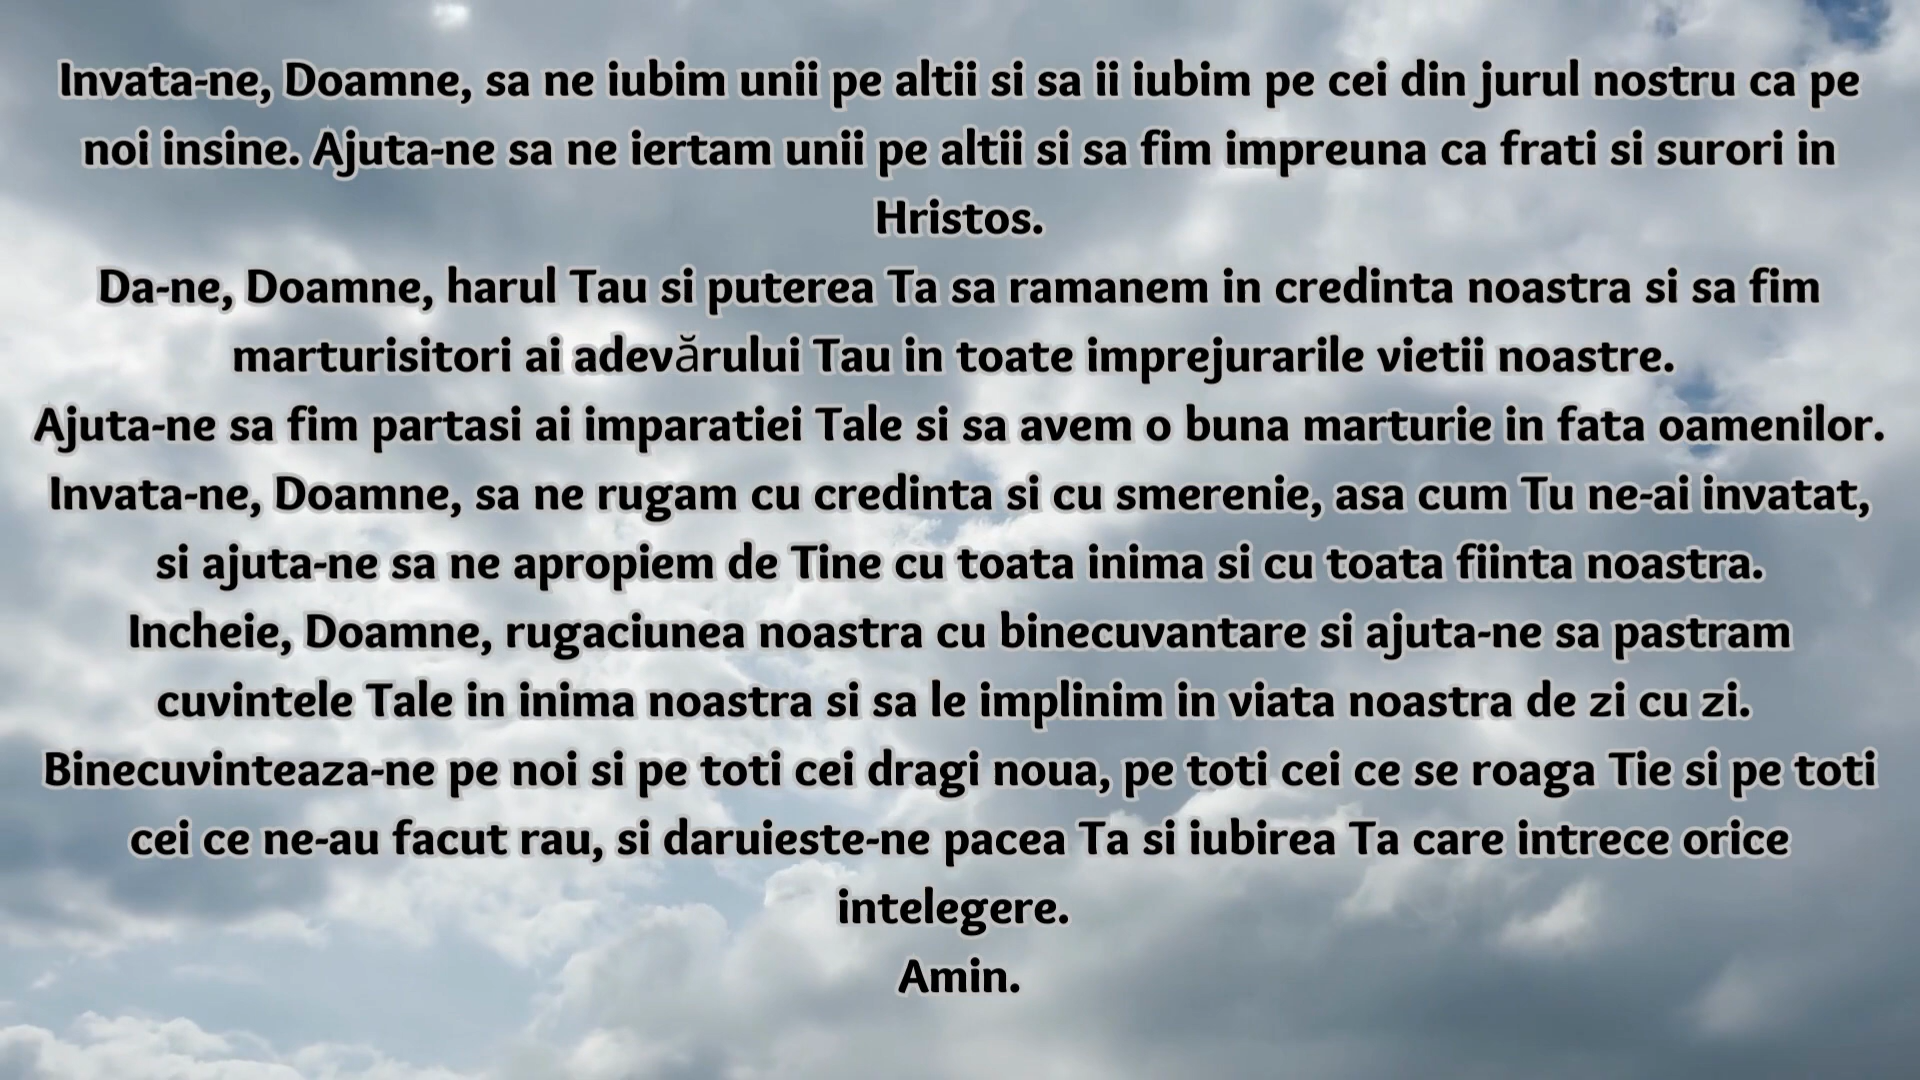 Invata-ne, Doamne, sa ne iubim unii pe altii si sa ii iubim pe cei din jurul nostru ca pe
noi insine. Ajuta-ne sa ne iertam unii pe altii si sa fim impreuna ca frati si surori in
Hristos.
Da-ne, Doamne, harul Tau si puterea Ta sa ramanem in credinta noastra si sa fim
marturisitori ai adevărului Tau in toate imprejurarile vietii noastre.
Ajuta-ne sa fim partasi ai imparatiei Tale si sa avem o buna marturie in fata oamenilor.
Invata-ne, Doamne, sa ne rugam cu credinta si cu smerenie, asa cum Tu ne-ai invatat,
si ajuta-ne sa ne apropiem de Tine cu toata inima si cu toata fiinta noastra.
Incheie, Doamne, rugaciunea noastra cu binecuvantare si ajuta-ne sa pastram
cuvintele Tale in inima noastra si sa le implinim in viata noastra de zi cu zi.
Binecuvinteaza-ne pe noi si pe toti cei dragi noua, pe toti cei ce se roaga Tie si pe toti
cei ce ne-au facut rau, si daruieste-ne pacea Ta si iubirea Ta care intrece orice
intelegere.
Amin.